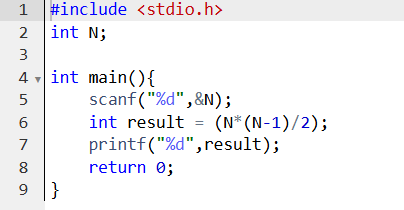 1 #include <stdio.h>
2 int N;
3
4 int main(){
5     scanf("%d",&N);
6     int result = (N*(N-1)/2);
7     printf("%d",result);
8     return 0;
9 }